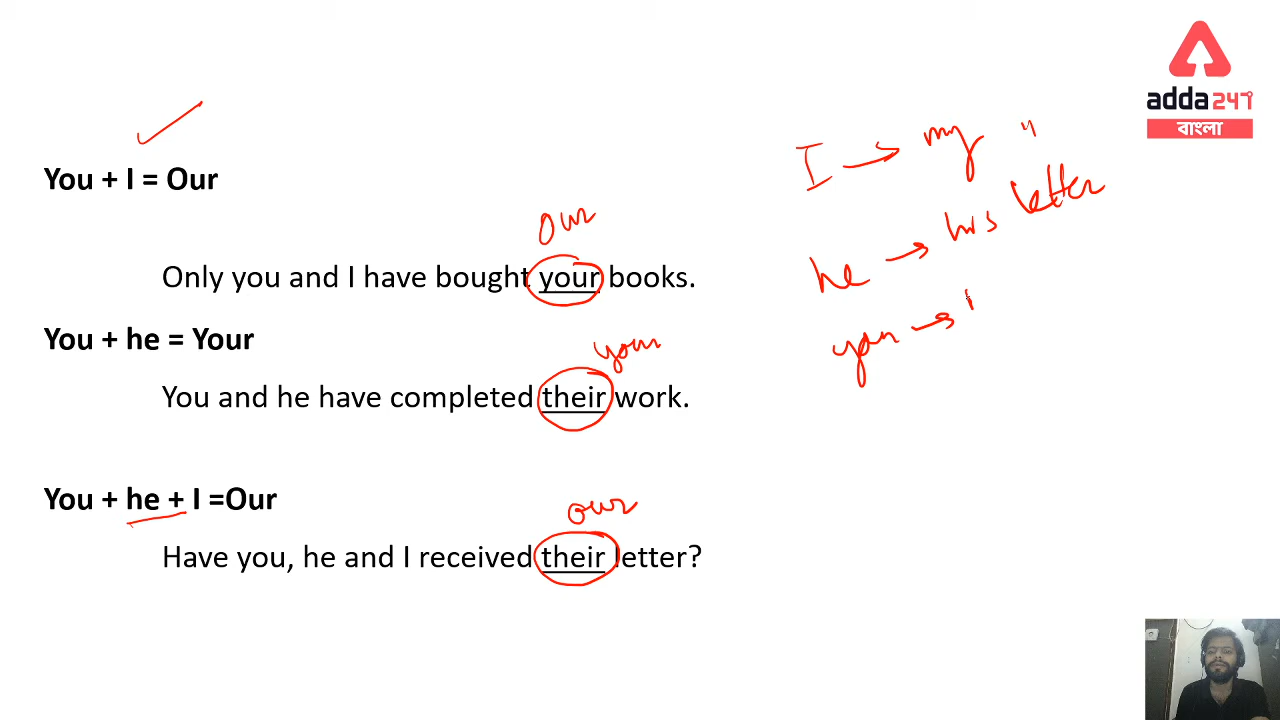 adda247
বাংলা
You + I = Our
our
Only you and I have bought your books.
You + he = Your
your
You and he have completed their work.
You + he + I =Our
our
Have you, he and I received their letter?
I → my "
he → his letter
you →